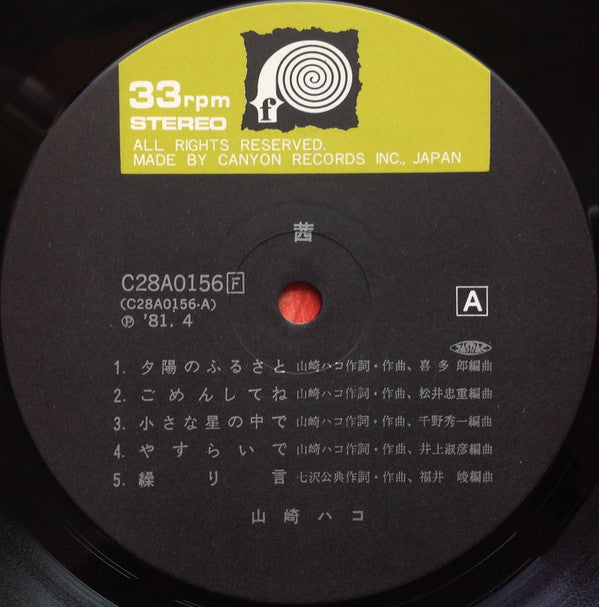 f
33rpm
STEREO
ALL RIGHTS RESERVED.
MADE BY CANYON RECORDS INC., JAPAN
茜
C28A0156 F
(C28A0156-A)
Ⓟ '81. 4
A
JASRAC
1. 夕陽のふるさと 山崎ハコ作詞・作曲、喜多郎編曲
2. ごめんしてね 山崎ハコ作詞・作曲、松井忠重編曲
3. 小さな星の中で 山崎ハコ作詞・作曲、千野秀一編曲
4. やすらいで 山崎ハコ作詞・作曲、井上淑彦編曲
5. 繰り言 七沢公典作詞・作曲、福井峻編曲
山崎ハコ